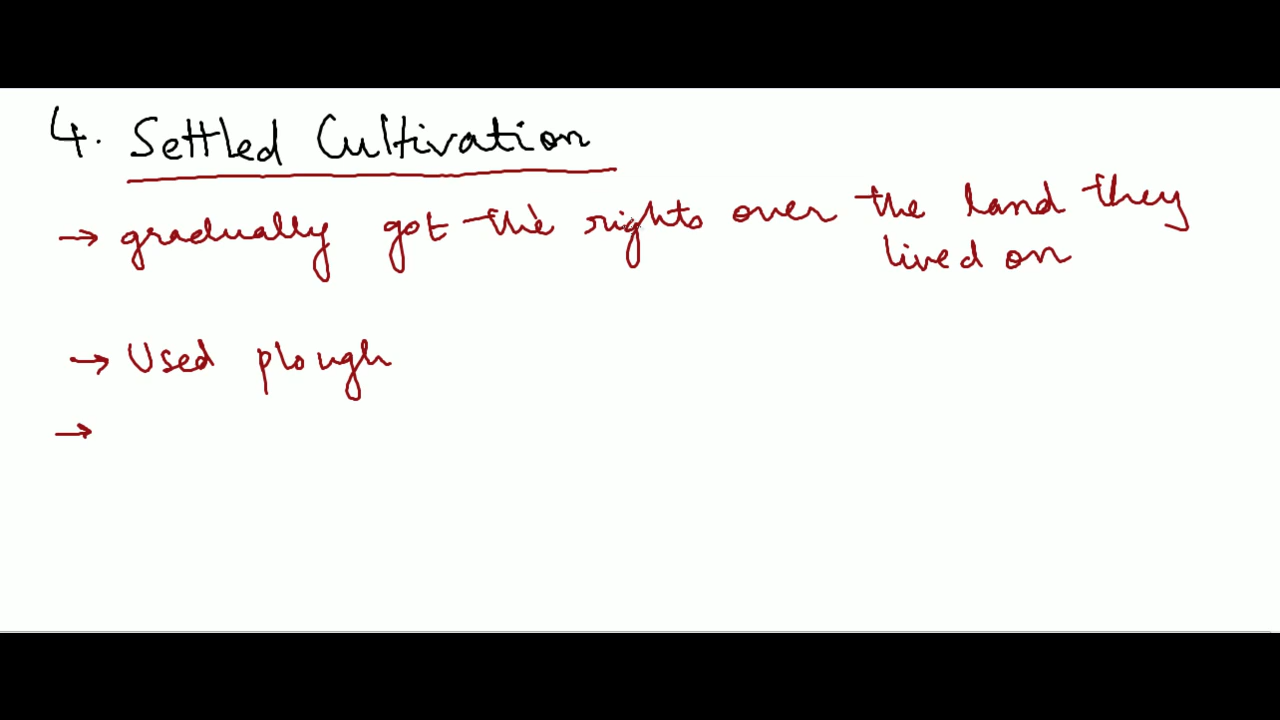 4. Settled Cultivation
→ gradually got the rights over the land they
lived on
→ Used plough
→